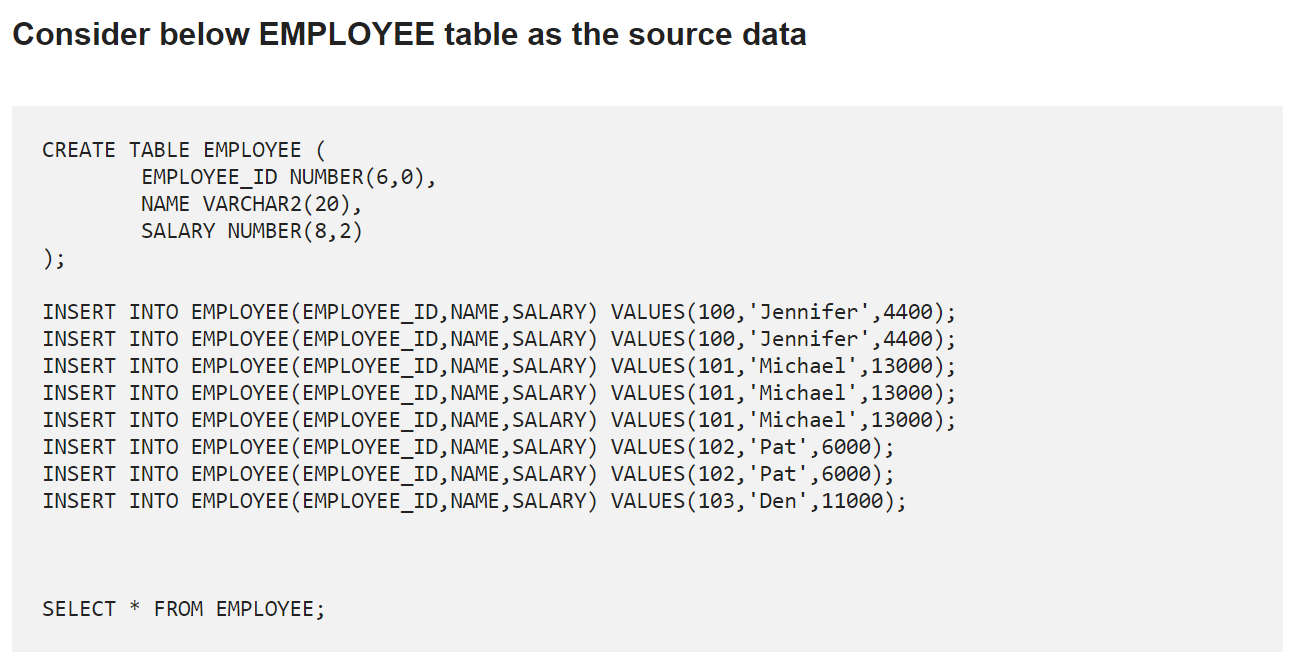 Consider below EMPLOYEE table as the source data
CREATE TABLE EMPLOYEE (
EMPLOYEE_ID NUMBER(6,0),
NAME VARCHAR2(20),
SALARY NUMBER(8,2)
);
INSERT INTO EMPLOYEE(EMPLOYEE_ID,NAME,SALARY) VALUES(100,'Jennifer',4400);
INSERT INTO EMPLOYEE(EMPLOYEE_ID,NAME,SALARY) VALUES(100,'Jennifer',4400);
INSERT INTO EMPLOYEE(EMPLOYEE_ID,NAME,SALARY) VALUES(101,'Michael',13000);
INSERT INTO EMPLOYEE(EMPLOYEE_ID,NAME,SALARY) VALUES(101,'Michael',13000);
INSERT INTO EMPLOYEE(EMPLOYEE_ID,NAME,SALARY) VALUES(101,'Michael',13000);
INSERT INTO EMPLOYEE(EMPLOYEE_ID,NAME,SALARY) VALUES(102,'Pat',6000);
INSERT INTO EMPLOYEE(EMPLOYEE_ID,NAME,SALARY) VALUES(102,'Pat',6000);
INSERT INTO EMPLOYEE(EMPLOYEE_ID,NAME,SALARY) VALUES(103,'Den',11000);
SELECT * FROM EMPLOYEE;